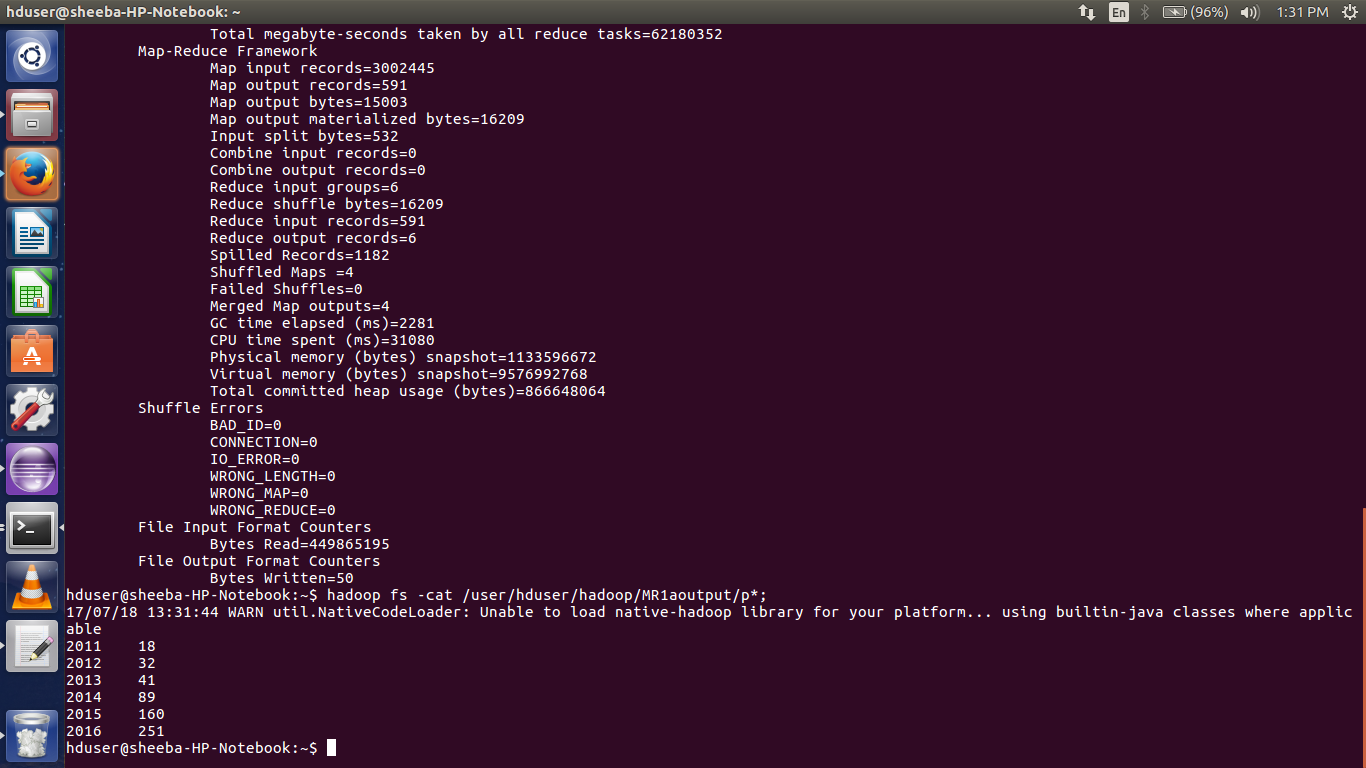 hduser@sheeba-HP-Notebook: ~
En
(96%)
1:31 PM
Total megabyte-seconds taken by all reduce tasks=62180352
Map-Reduce Framework
Map input records=3002445
Map output records=591
Map output bytes=15003
Map output materialized bytes=16209
Input split bytes=532
Combine input records=0
Combine output records=0
Reduce input groups=6
Reduce shuffle bytes=16209
Reduce input records=591
Reduce output records=6
Spilled Records=1182
Shuffled Maps =4
Failed Shuffles=0
Merged Map outputs=4
GC time elapsed (ms)=2281
CPU time spent (ms)=31080
Physical memory (bytes) snapshot=1133596672
Virtual memory (bytes) snapshot=9576992768
Total committed heap usage (bytes)=866648064
Shuffle Errors
BAD_ID=0
CONNECTION=0
IO_ERROR=0
WRONG_LENGTH=0
WRONG_MAP=0
WRONG_REDUCE=0
File Input Format Counters
Bytes Read=449865195
File Output Format Counters
Bytes Written=50
hduser@sheeba-HP-Notebook:~$ hadoop fs -cat /user/hduser/hadoop/MR1aoutput/p*;
17/07/18 13:31:44 WARN util.NativeCodeLoader: Unable to load native-hadoop library for your platform... using builtin-java classes where applic
able
2011 18
2012 32
2013 41
2014 89
2015 160
2016 251
hduser@sheeba-HP-Notebook:~$